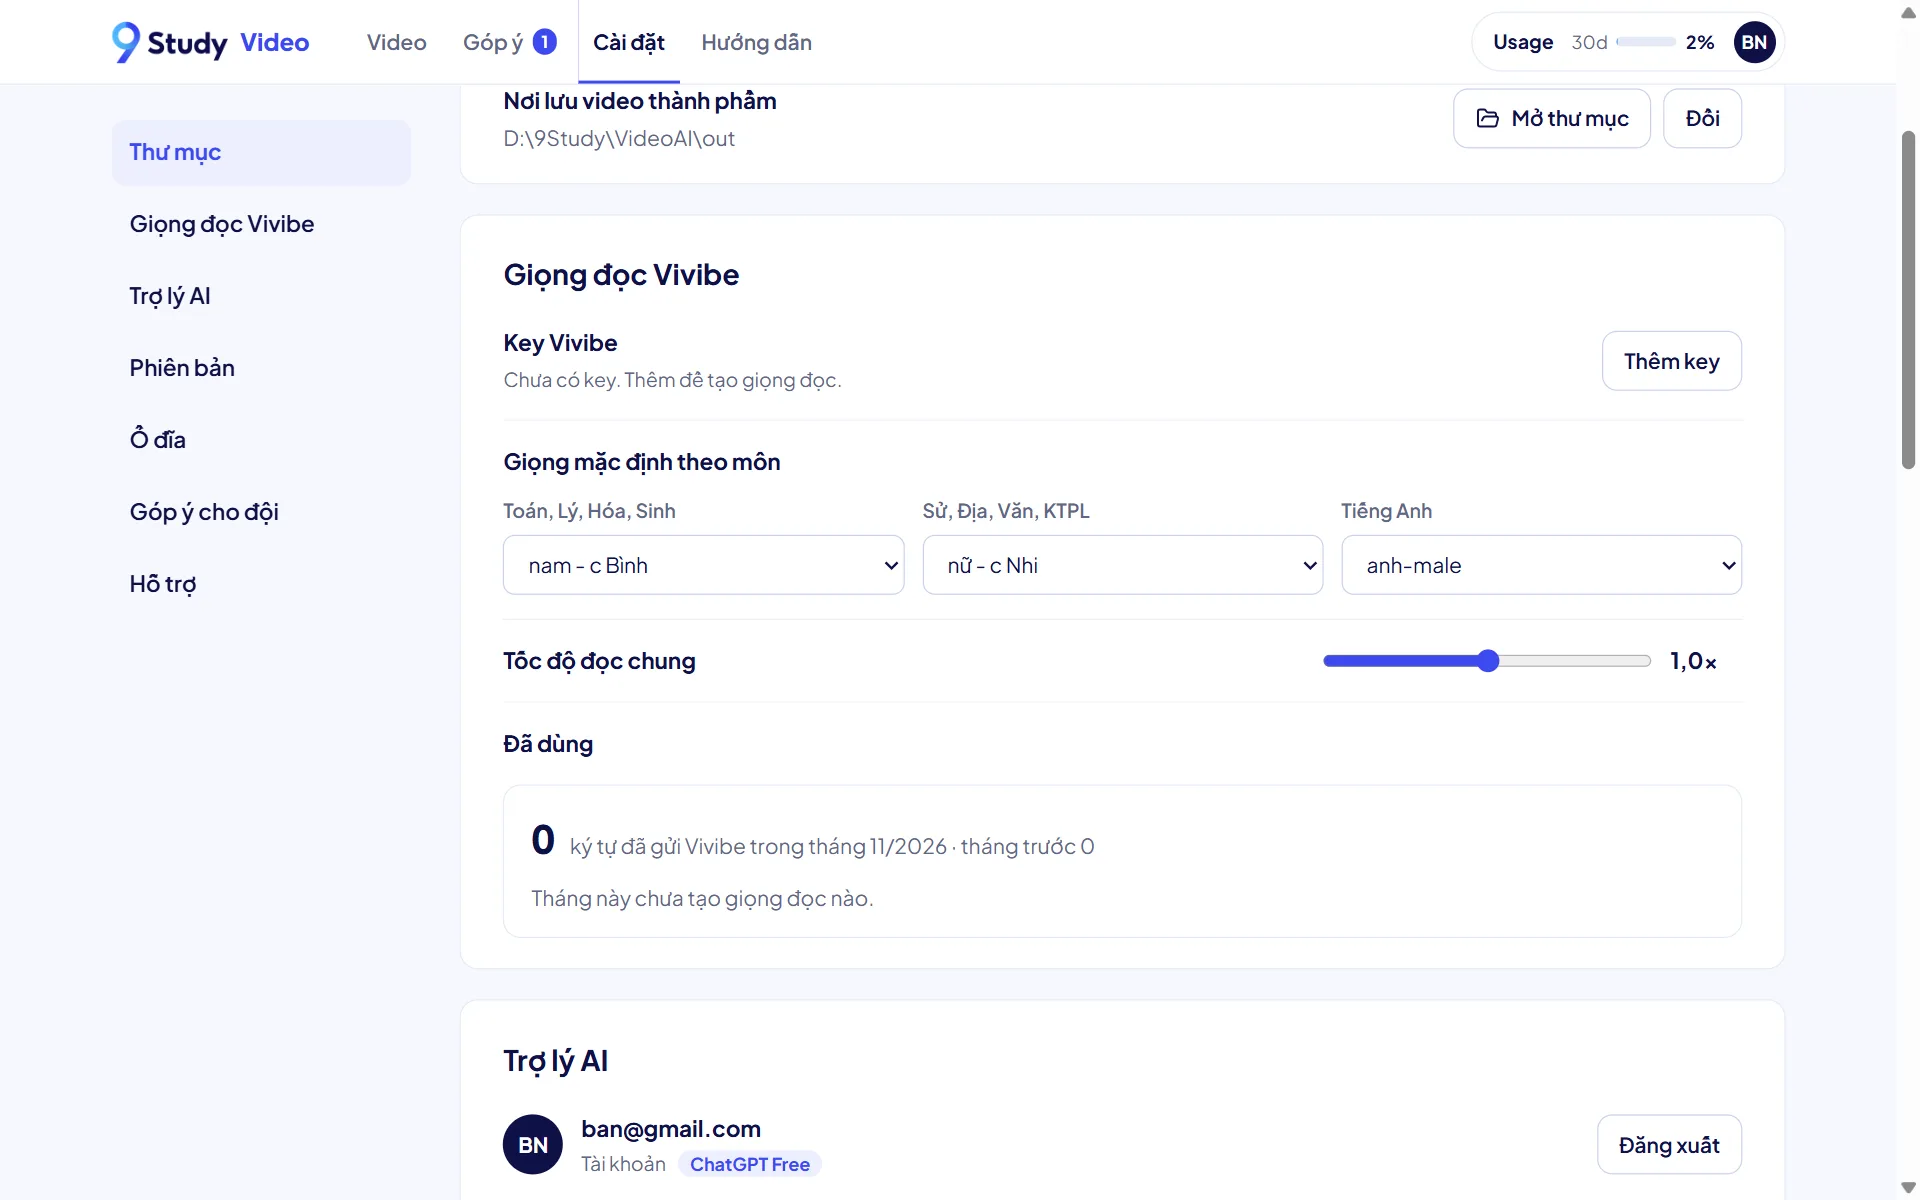 9 Study Video
Video
Góp ý 1
Cài đặt
Hướng dẫn
Usage 30d 2% BN
Thư mục
Giọng đọc Vivibe
Trợ lý AI
Phiên bản
Ổ đĩa
Góp ý cho đội
Hỗ trợ
Nơi lưu video thành phẩm
D:\9Study\VideoAI\out
Mở thư mục
Đổi
Giọng đọc Vivibe
Key Vivibe
Chưa có key. Thêm để tạo giọng đọc.
Thêm key
Giọng mặc định theo môn
Toán, Lý, Hóa, Sinh
nam - c Bình
Sử, Địa, Văn, KTPL
nữ - c Nhi
Tiếng Anh
anh-male
Tốc độ đọc chung
1,0×
Đã dùng
0 ký tự đã gửi Vivibe trong tháng 11/2026 · tháng trước 0
Tháng này chưa tạo giọng đọc nào.
Trợ lý AI
BN
ban@gmail.com
Tài khoản ChatGPT Free
Đăng xuất